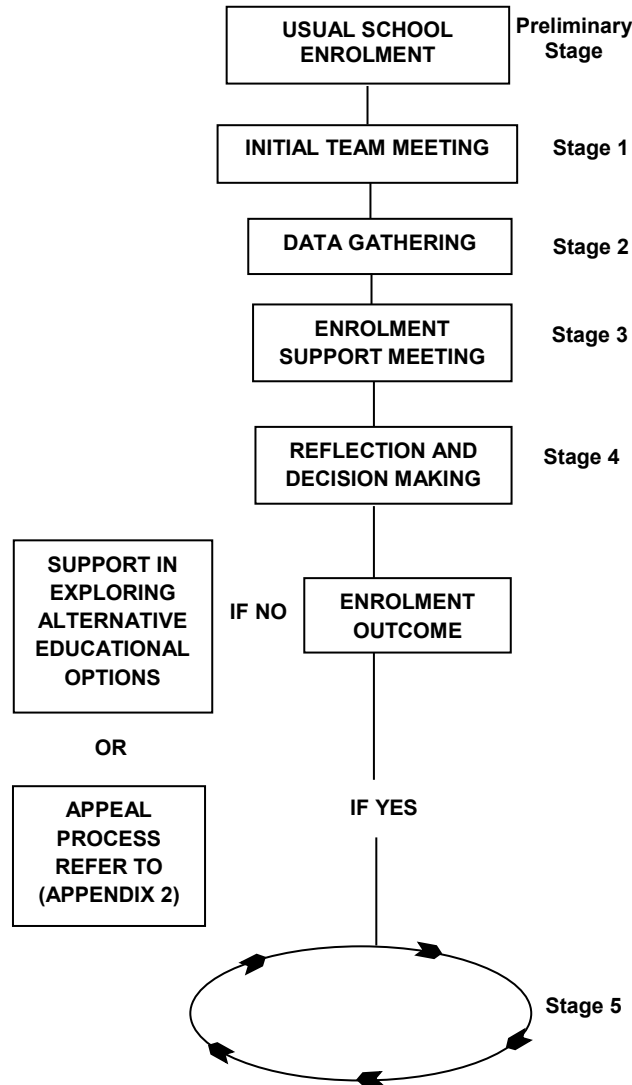 USUAL SCHOOL
ENROLMENT
Preliminary
Stage
INITIAL TEAM MEETING
Stage 1
DATA GATHERING
Stage 2
ENROLMENT
SUPPORT MEETING
Stage 3
REFLECTION AND
DECISION MAKING
Stage 4
SUPPORT IN
EXPLORING
ALTERNATIVE
EDUCATIONAL
OPTIONS
IF NO
ENROLMENT
OUTCOME
OR
APPEAL
PROCESS
REFER TO
(APPENDIX 2)
IF YES
Stage 5